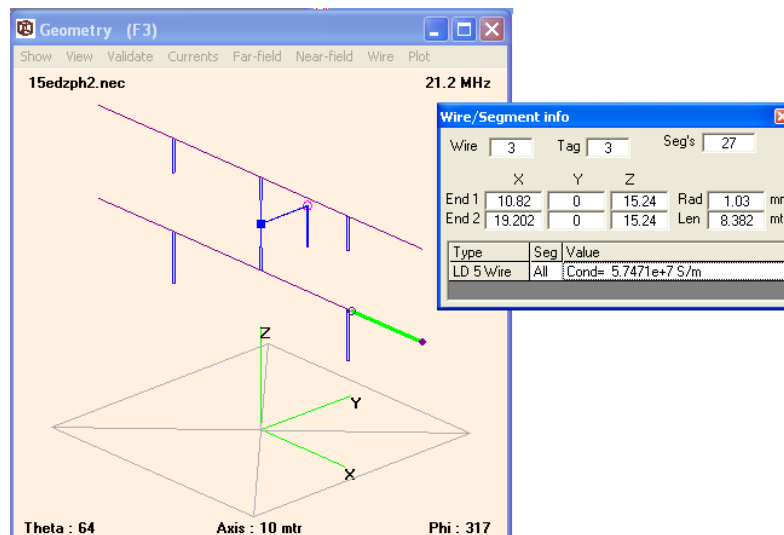 Geometry (F3)
Show View Validate Currents Far-field Near-field Wire Plot
15edzph2.nec 21.2 MHz
Z
Y
X
Theta : 64 Axis : 10 mtr Phi : 317
Wire/Segment info
Wire 3 Tag 3 Seg's 27
X Y Z
End 1 10.82 0 15.24 Rad 1.03 mm
End 2 19.202 0 15.24 Len 8.382 mt
Type Seg Value
LD 5 Wire All Cond= 5.7471e+7 S/m